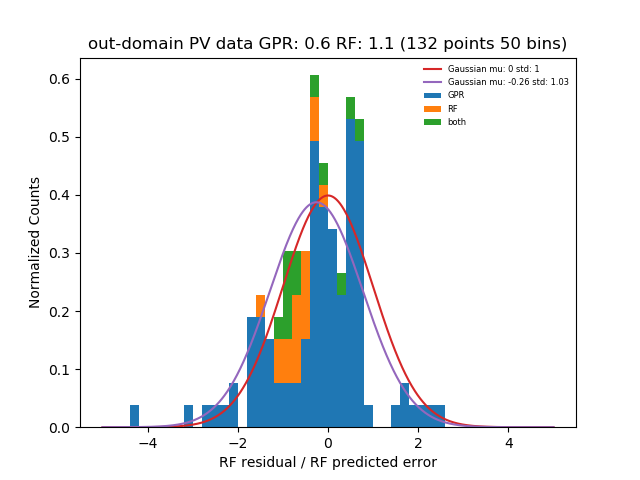 out-domain PV data GPR: 0.6 RF: 1.1 (132 points 50 bins)
Gaussian mu: 0 std: 1
Gaussian mu: -0.26 std: 1.03
GPR
RF
both
Normalized Counts
0.6
0.5
0.4
0.3
0.2
0.1
0.0
−4 −2 0 2 4
RF residual / RF predicted error